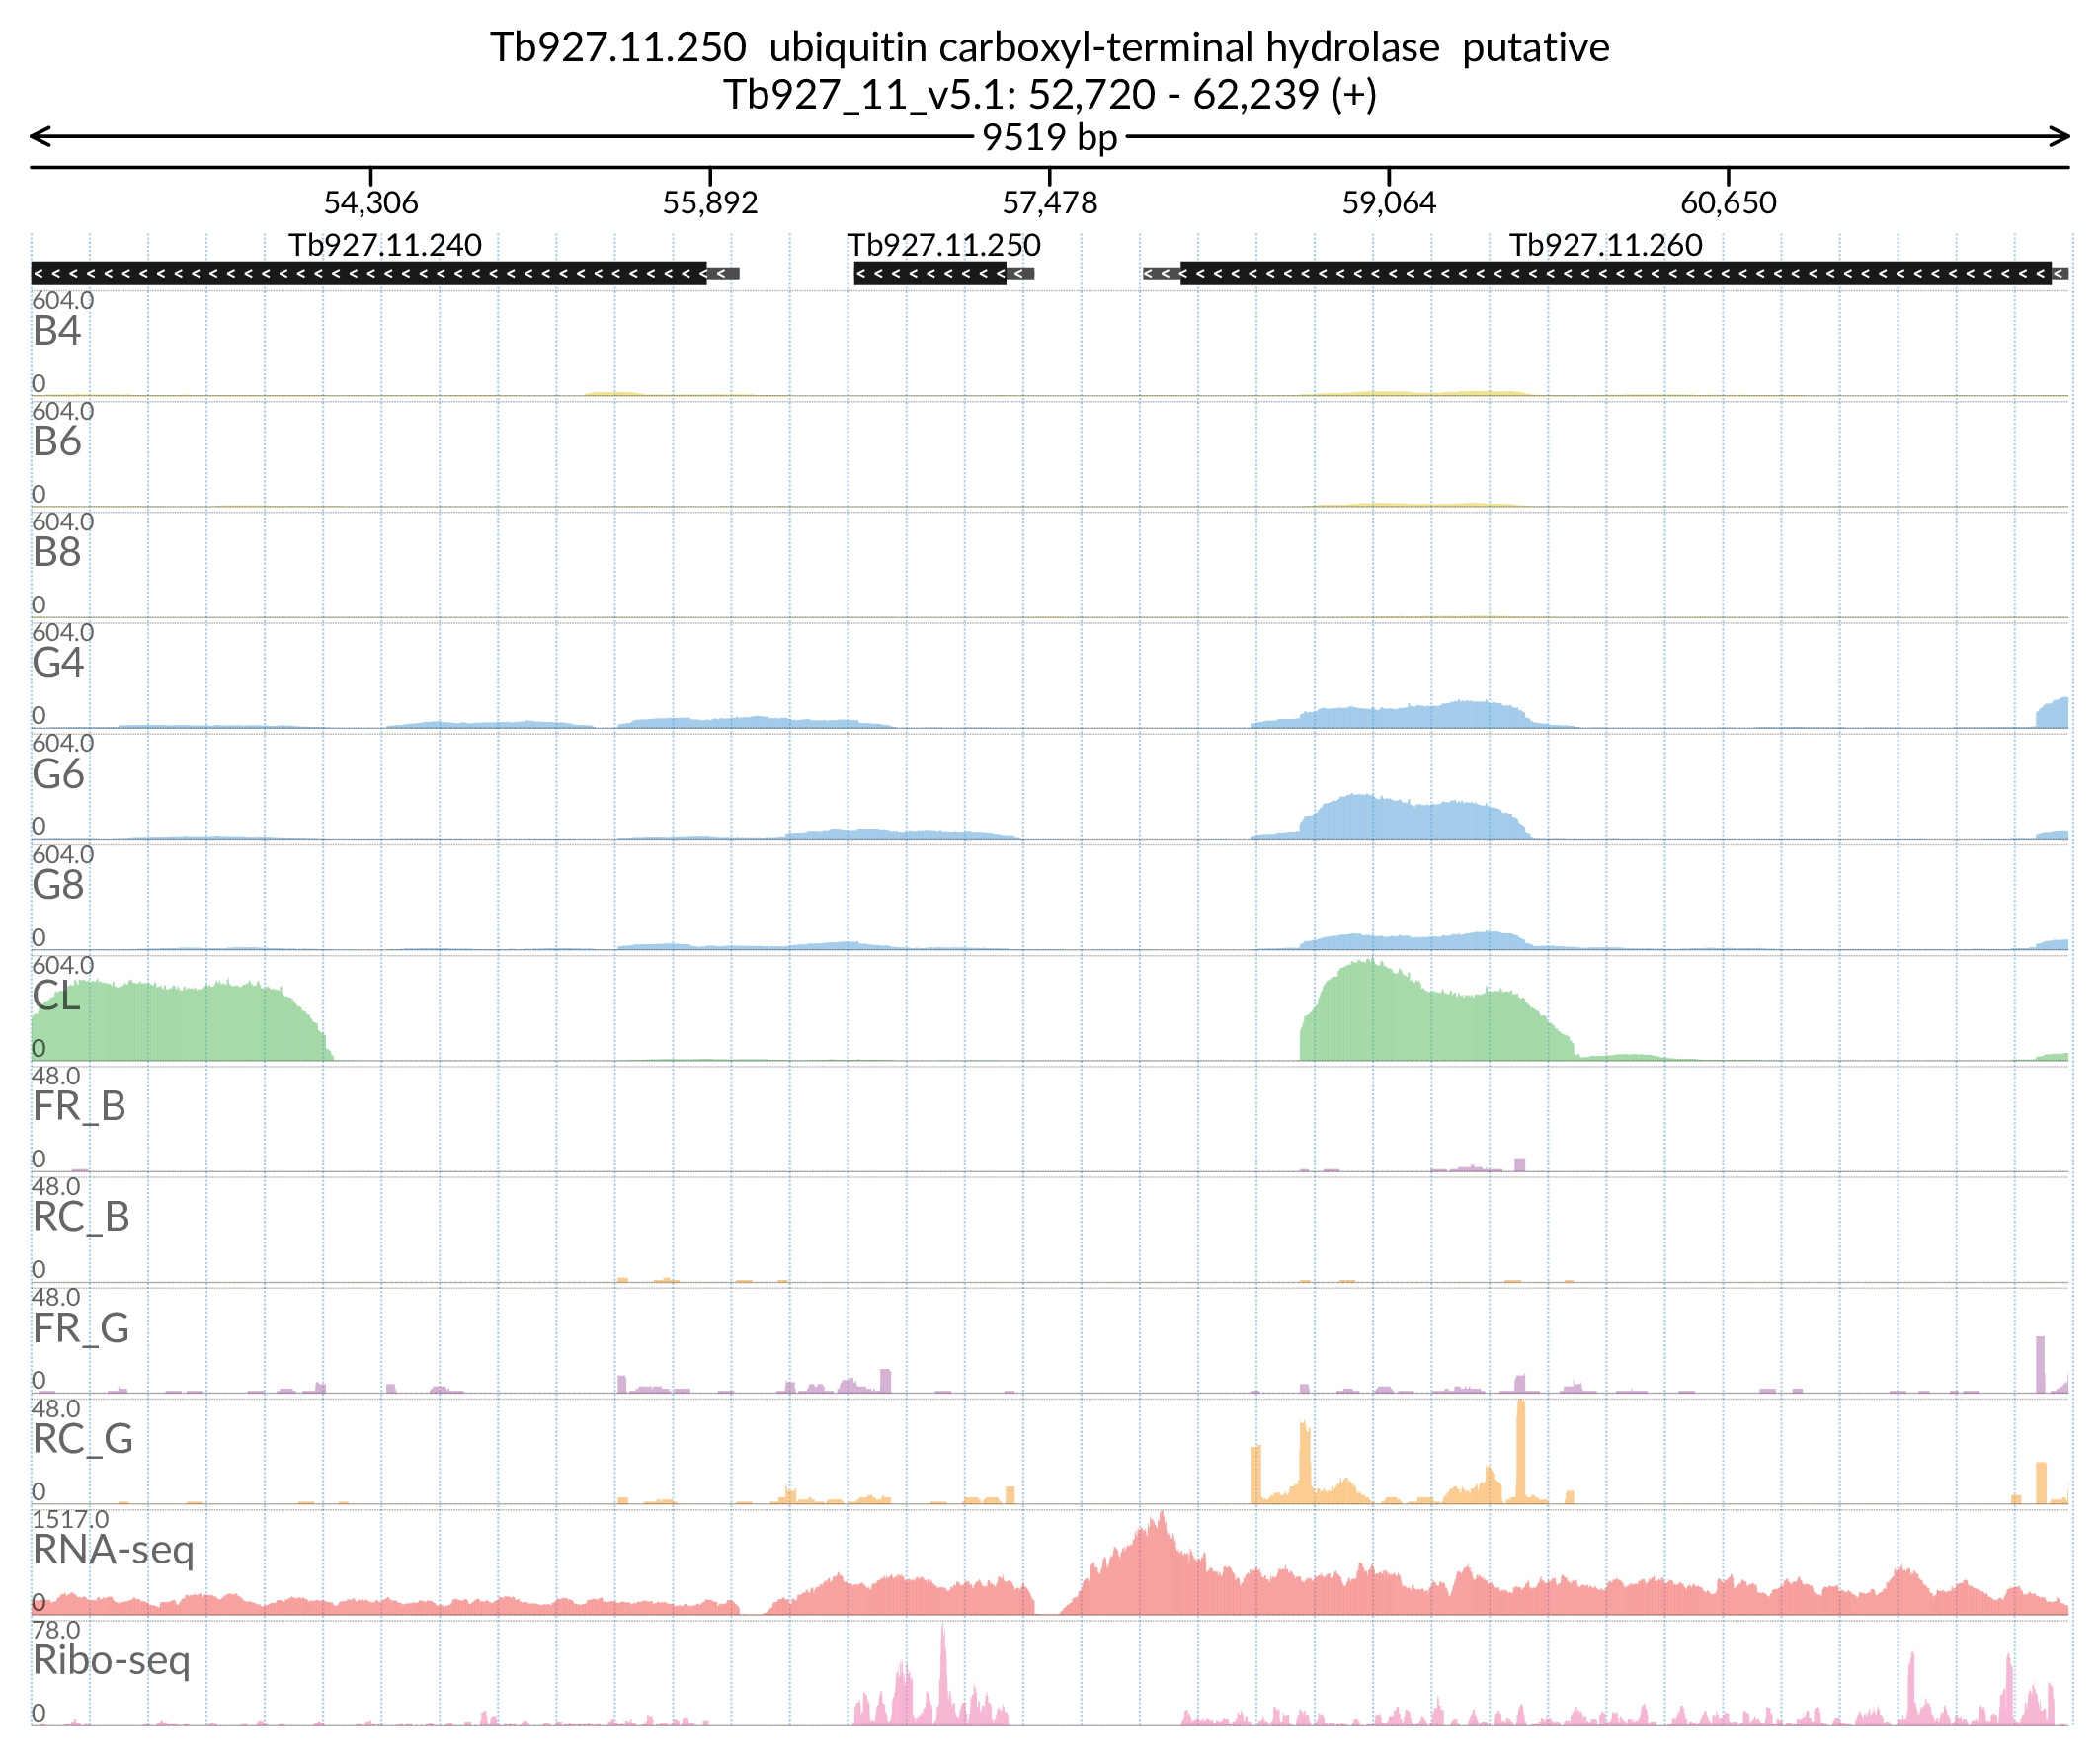 Tb927.11.250 ubiquitin carboxyl-terminal hydrolase putative
Tb927_11_v5.1: 52,720 - 62,239 (+)
9519 bp
54,306 55,892 57,478 59,064 60,650
Tb927.11.240 Tb927.11.250 Tb927.11.260
604.0
B4
0
604.0
B6
0
604.0
B8
0
604.0
G4
0
604.0
G6
0
604.0
G8
0
604.0
CL
0
48.0
FR_B
0
48.0
RC_B
0
48.0
FR_G
0
48.0
RC_G
0
1517.0
RNA-seq
0
78.0
Ribo-seq
0